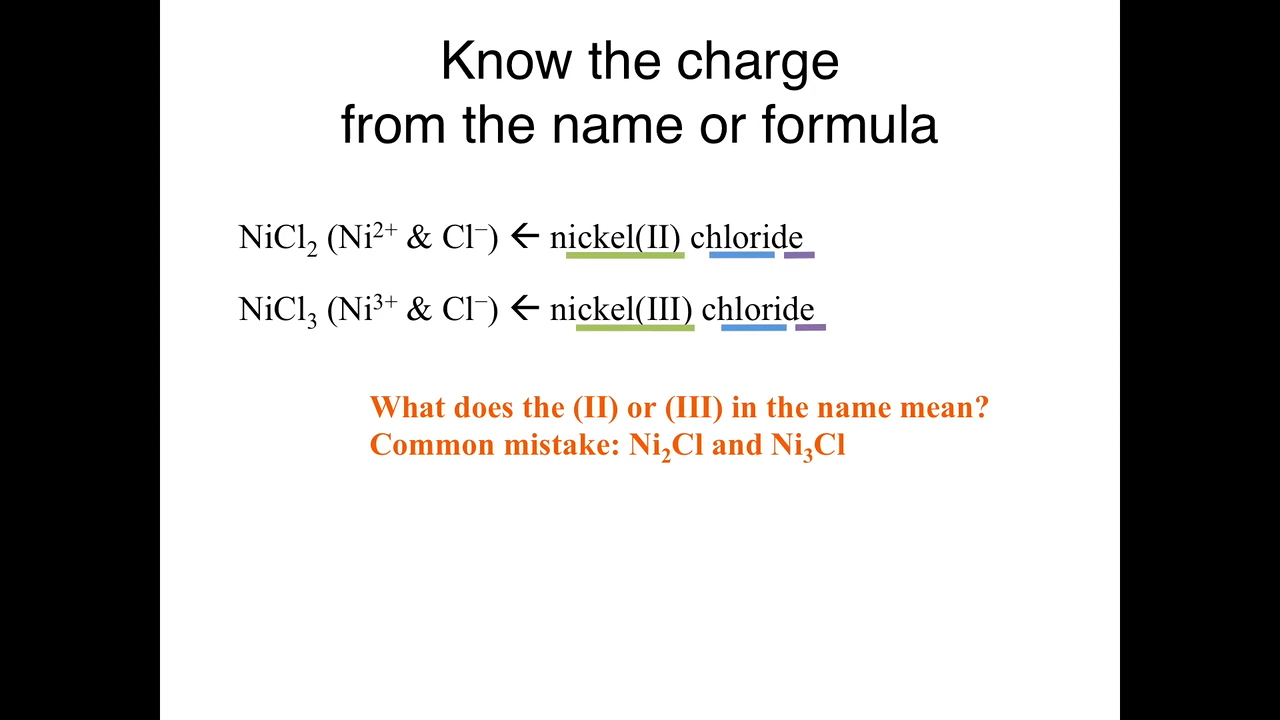 Know the charge
from the name or formula
NiCl₂ (Ni²⁺ & Cl⁻) ← nickel(II) chloride
NiCl₃ (Ni³⁺ & Cl⁻) ← nickel(III) chloride
What does the (II) or (III) in the name mean?
Common mistake: Ni₂Cl and Ni₃Cl